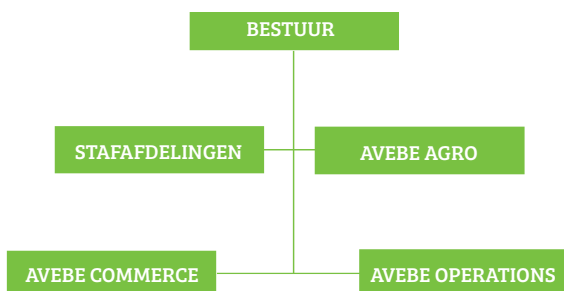 BESTUUR
STAFAFDELINGEN
AVEBE AGRO
AVEBE COMMERCE
AVEBE OPERATIONS